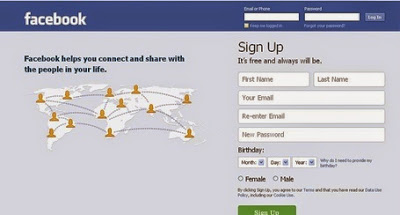 facebook
Email or Phone
Password
Log In
Keep me logged in
Forgot your password?
Facebook helps you connect and share with
the people in your life.
Sign Up
It's free and always will be.
First Name
Last Name
Your Email
Re-enter Email
New Password
Birthday:
Month:
Day:
Year:
Why do I need to provide my
birthday?
Female
Male
By clicking Sign Up, you agree to our Terms and that you have read our Data Use
Policy, including our Cookie Use.
Sign Up